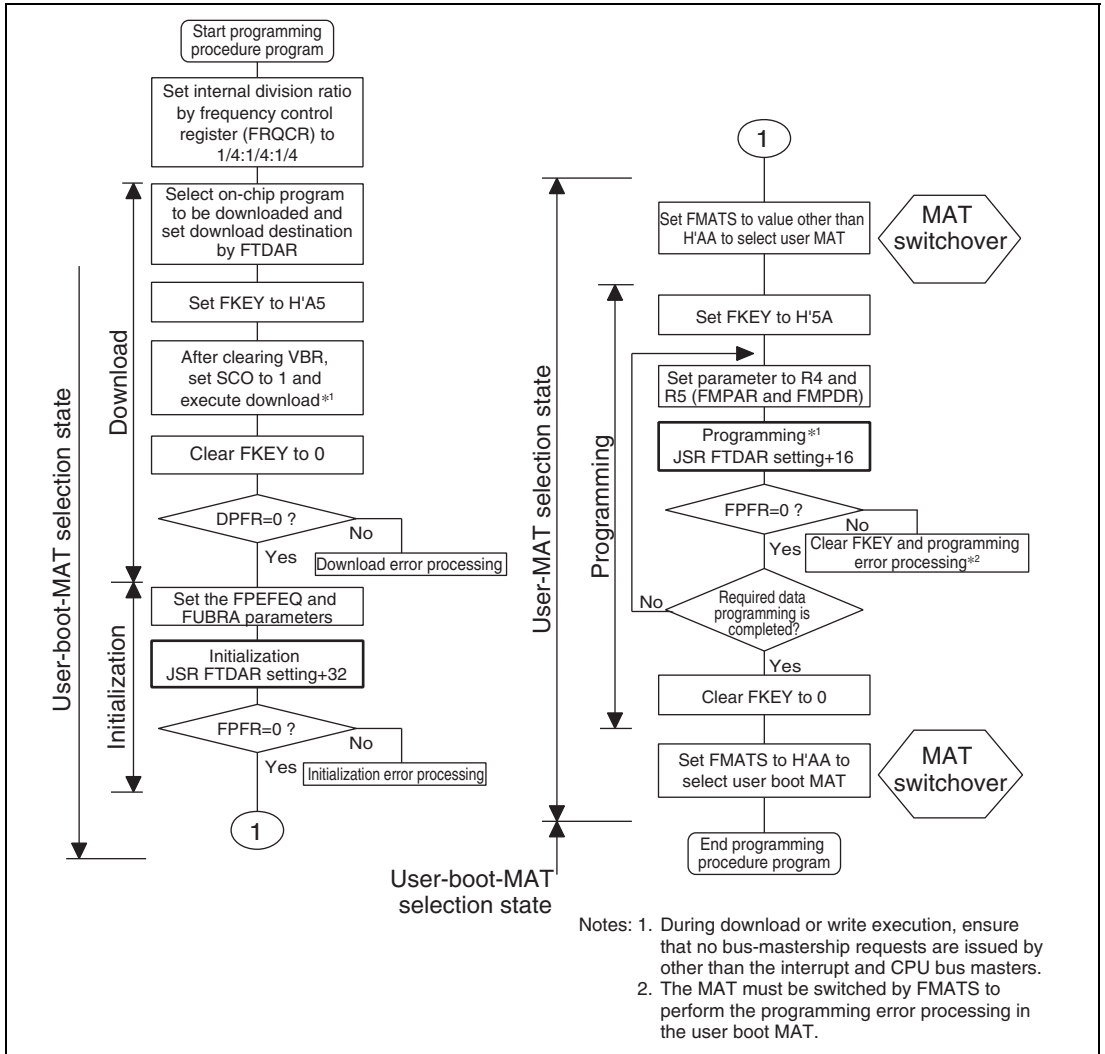 Start programming
procedure program
Set internal division ratio
by frequency control
register (FRQCR) to
1/4:1/4:1/4
Select on-chip program
to be downloaded and
set download destination
by FTDAR
Set FKEY to H'A5
After clearing VBR,
set SCO to 1 and
execute download*1
Clear FKEY to 0
DPFR=0 ?
No
Yes
Download error processing
Set the FPEFEQ and
FUBRA parameters
Initialization
JSR FTDAR setting+32
FPFR=0 ?
No
Yes
Initialization error processing
1
Download
Initialization
User-boot-MAT selection state
1
Set FMATS to value other than
H'AA to select user MAT
MAT
switchover
Set FKEY to H'5A
Set parameter to R4 and
R5 (FMPAR and FMPDR)
Programming*1
JSR FTDAR setting+16
FPFR=0 ?
No
Yes
Clear FKEY and programming
error processing*2
No
Required data
programming is
completed?
Yes
Clear FKEY to 0
Set FMATS to H'AA to
select user boot MAT
MAT
switchover
End programming
procedure program
Programming
User-MAT selection state
User-boot-MAT
selection state
Notes: 1. During download or write execution, ensure
that no bus-mastership requests are issued by
other than the interrupt and CPU bus masters.
2. The MAT must be switched by FMATS to
perform the programming error processing in
the user boot MAT.